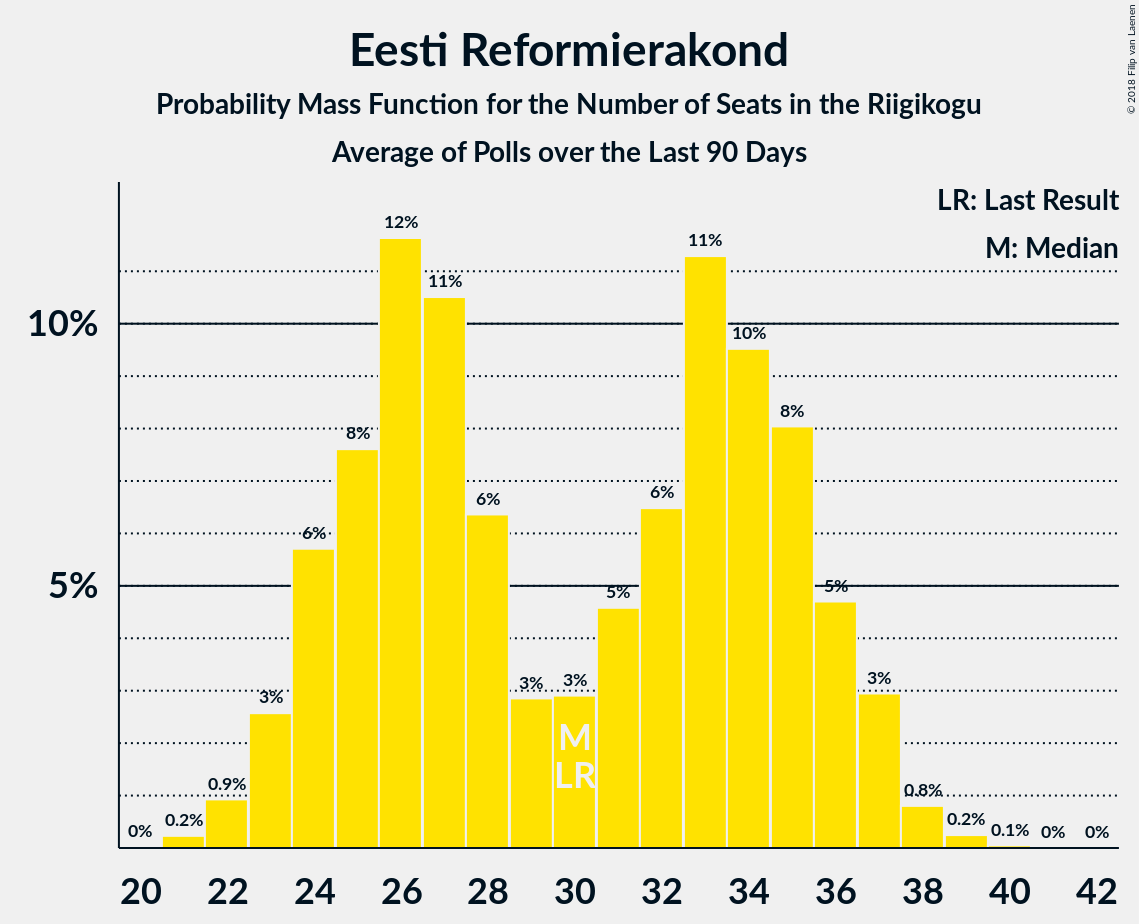 © 2018 Filip van Laenen
Eesti Reformierakond
Probability Mass Function for the Number of Seats in the Riigikogu
Average of Polls over the Last 90 Days
LR: Last Result
M: Median
10%
5%
0%
0.2%
0.9%
3%
6%
8%
12%
11%
6%
3%
3%
5%
6%
11%
10%
8%
5%
3%
0.8%
0.2%
0.1%
0%
0%
M
LR
20 22 24 26 28 30 32 34 36 38 40 42